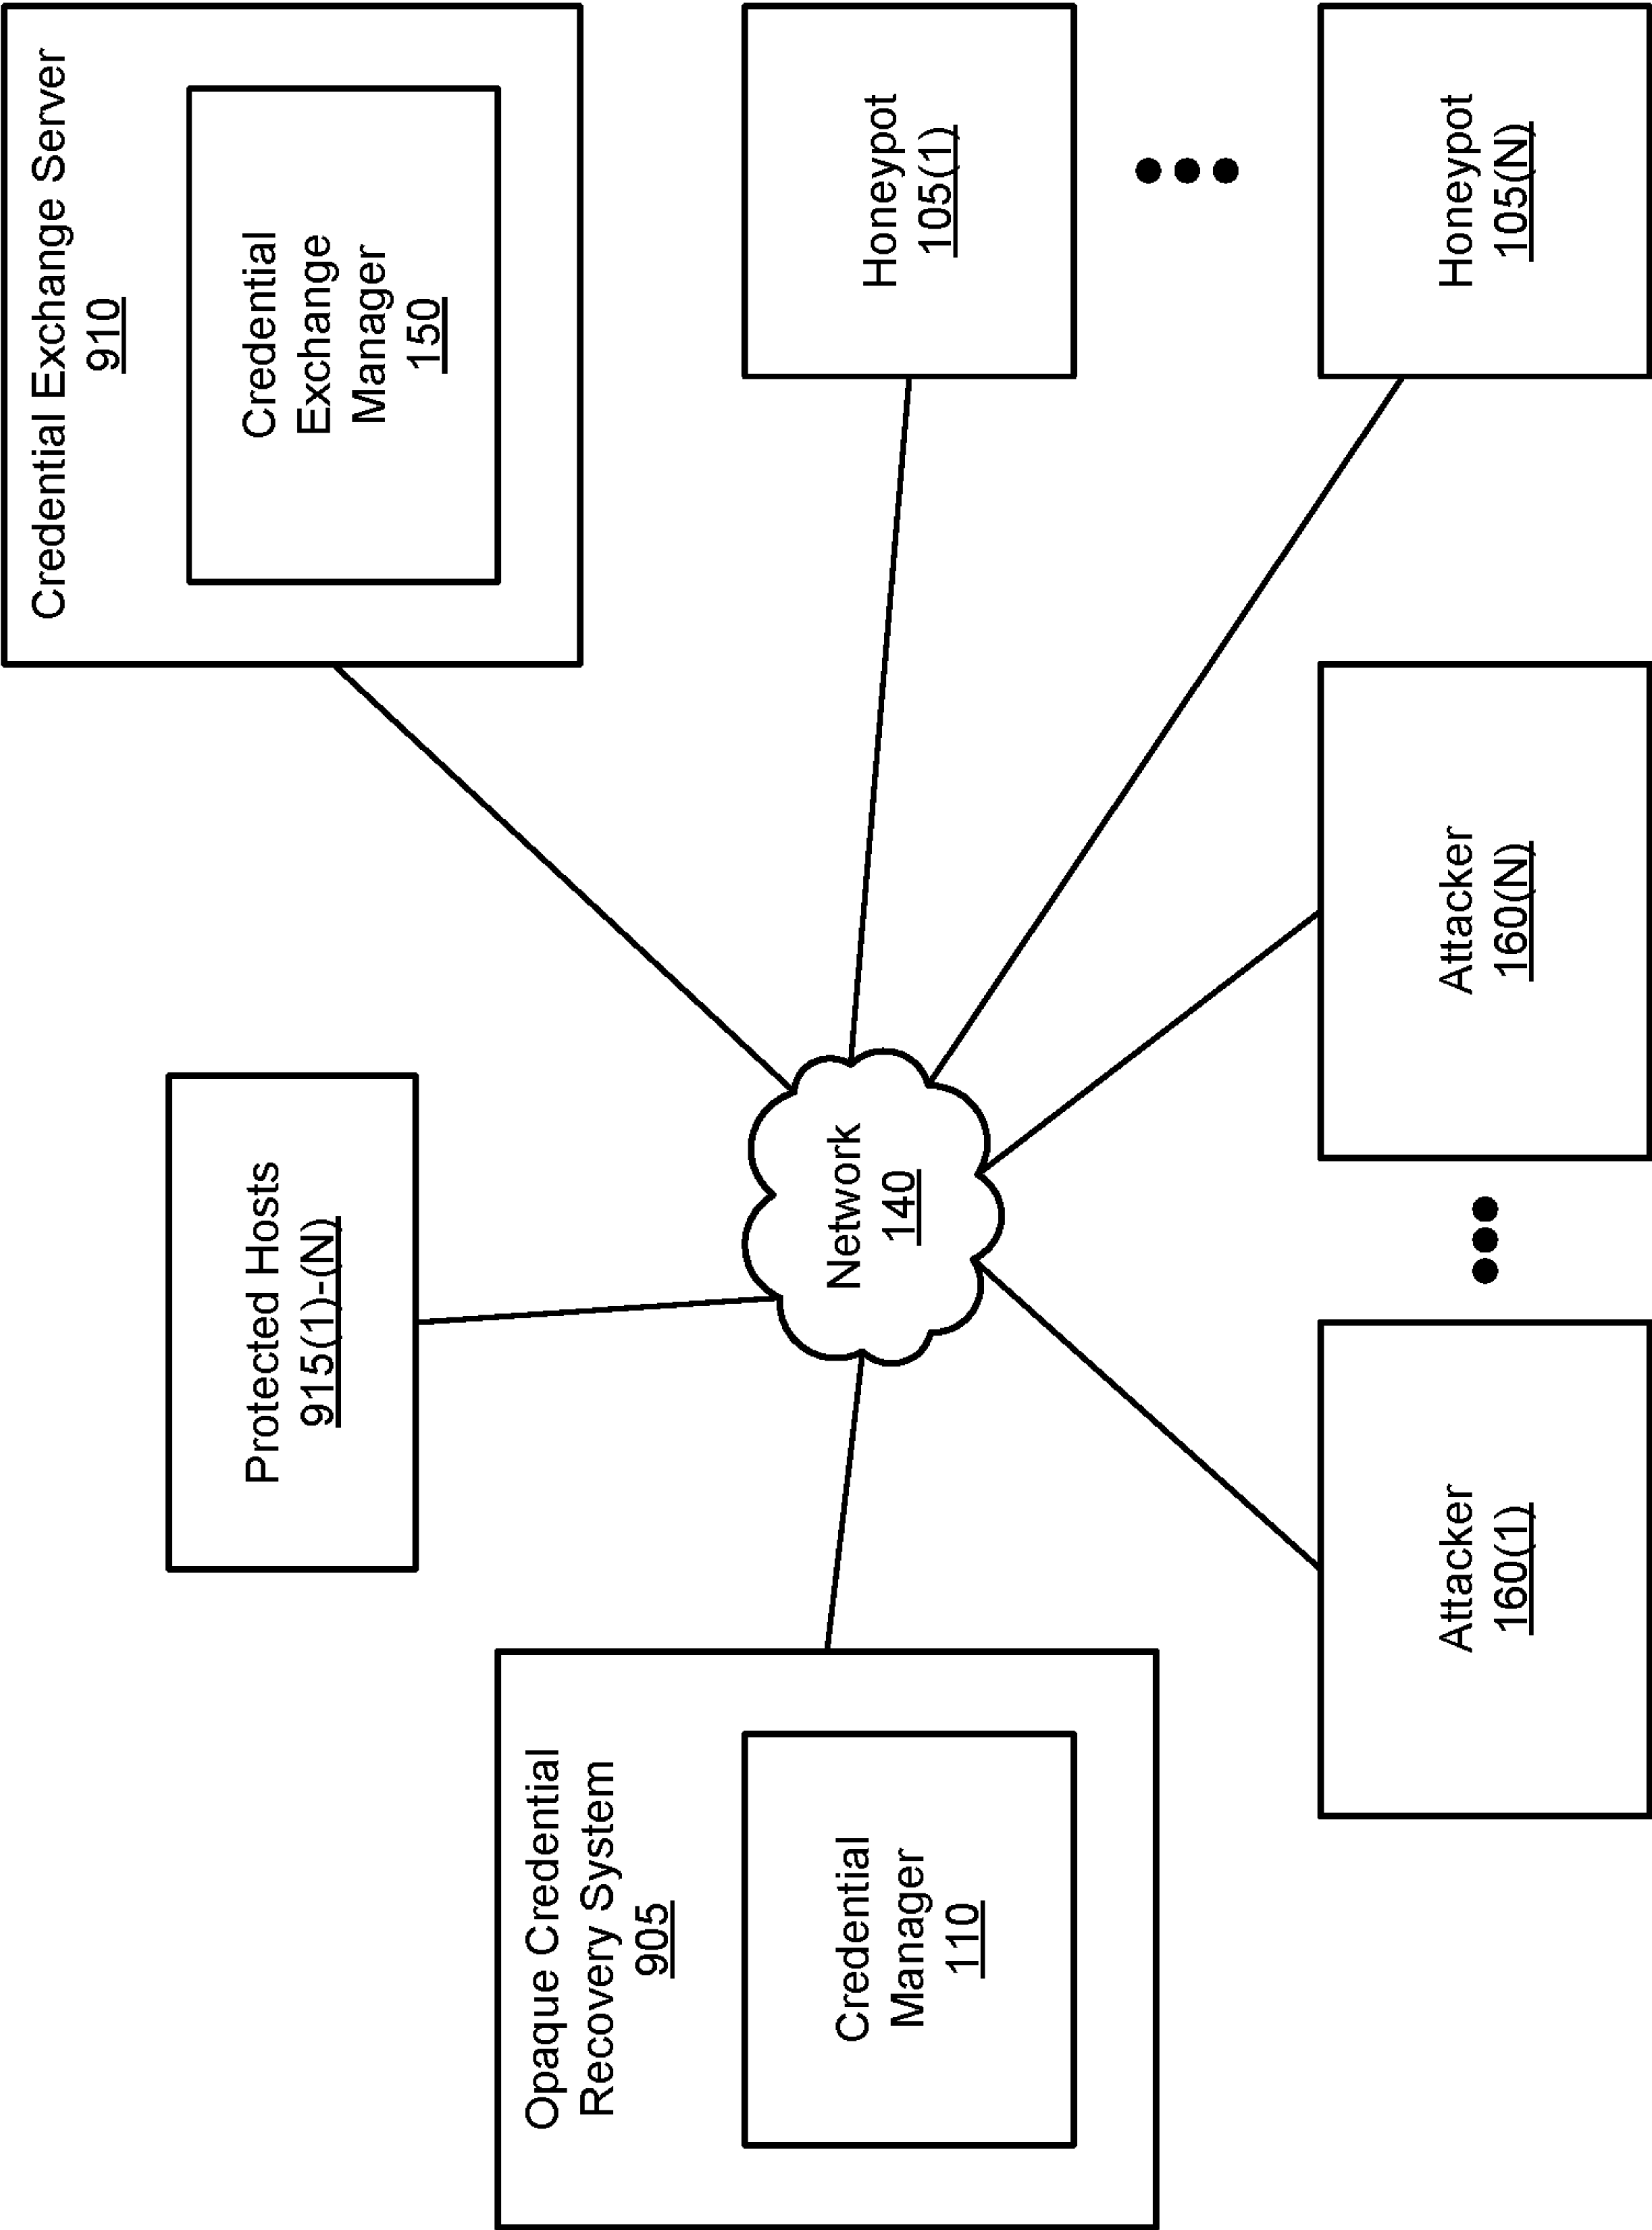 Protected Hosts
915(1)-(N)
Credential Exchange Server
910
Credential
Exchange
Manager
150
Opaque Credential
Recovery System
905
Credential
Manager
110
Network
140
Honeypot
105(1)
Attacker
160(1)
Attacker
160(N)
Honeypot
105(N)